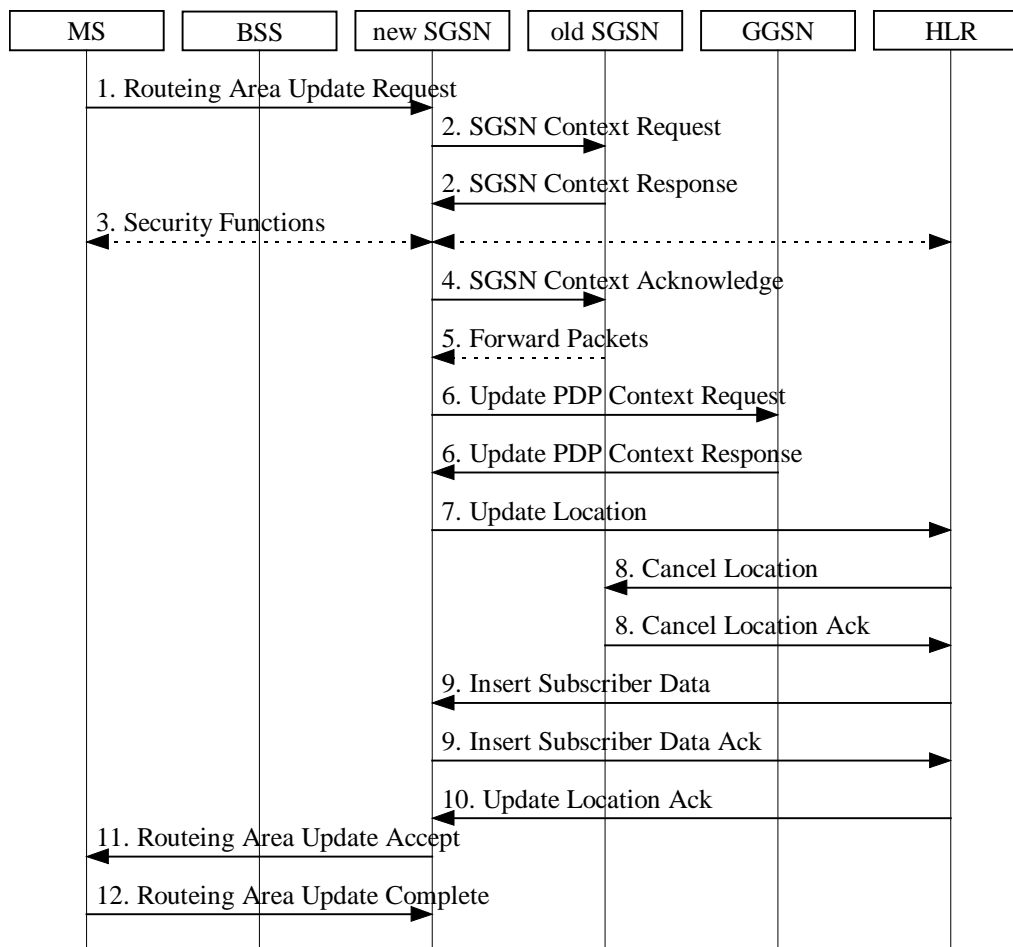 MS
BSS
new SGSN
old SGSN
GGSN
HLR
1. Routeing Area Update Request
2. SGSN Context Request
2. SGSN Context Response
3. Security Functions
4. SGSN Context Acknowledge
5. Forward Packets
6. Update PDP Context Request
6. Update PDP Context Response
7. Update Location
8. Cancel Location
8. Cancel Location Ack
9. Insert Subscriber Data
9. Insert Subscriber Data Ack
10. Update Location Ack
11. Routeing Area Update Accept
12. Routeing Area Update Complete